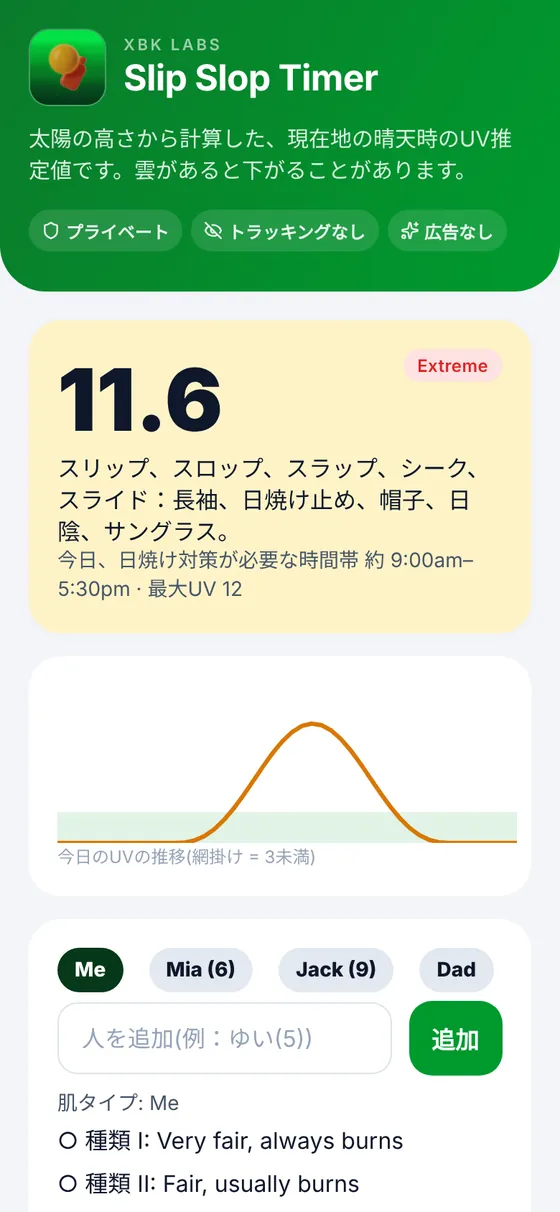 XBK LABS
Slip Slop Timer
太陽の高さから計算した、現在地の晴天時のUV推
定値です。雲があると下がることがあります。
プライベート
トラッキングなし
広告なし
11.6
Extreme
スリップ、スロップ、スラップ、シーク、
スライド：長袖、日焼け止め、帽子、日
陰、サングラス。
今日、日焼け対策が必要な時間帯 約 9:00am–
5:30pm · 最大UV 12
今日のUVの推移(網掛け = 3未満)
Me
Mia (6)
Jack (9)
Dad
人を追加(例：ゆい(5))
追加
肌タイプ: Me
種類 I: Very fair, always burns
種類 II: Fair, usually burns